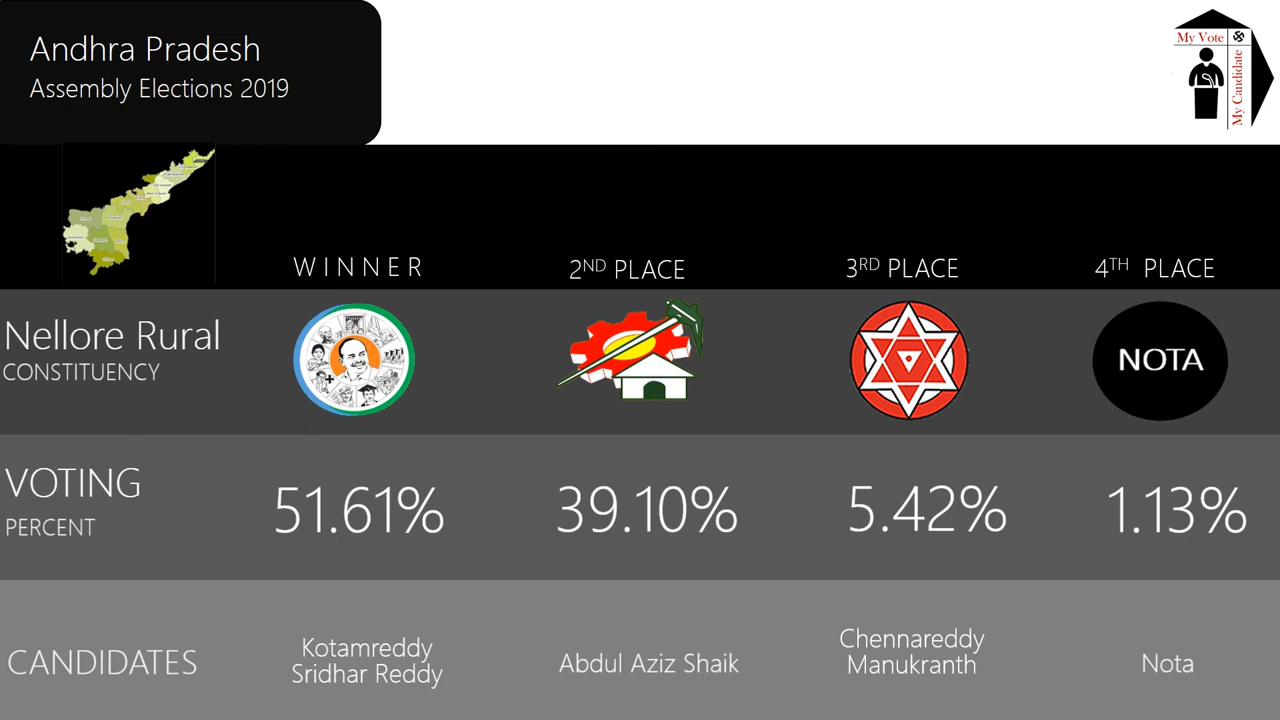 Andhra Pradesh
Assembly Elections 2019
My Vote
My Candidate
WINNER
2ND PLACE
3RD PLACE
4TH PLACE
Nellore Rural
CONSTITUENCY
NOTA
VOTING
PERCENT
51.61%
39.10%
5.42%
1.13%
CANDIDATES
Kotamreddy
Sridhar Reddy
Abdul Aziz Shaik
Chennareddy
Manukranth
Nota